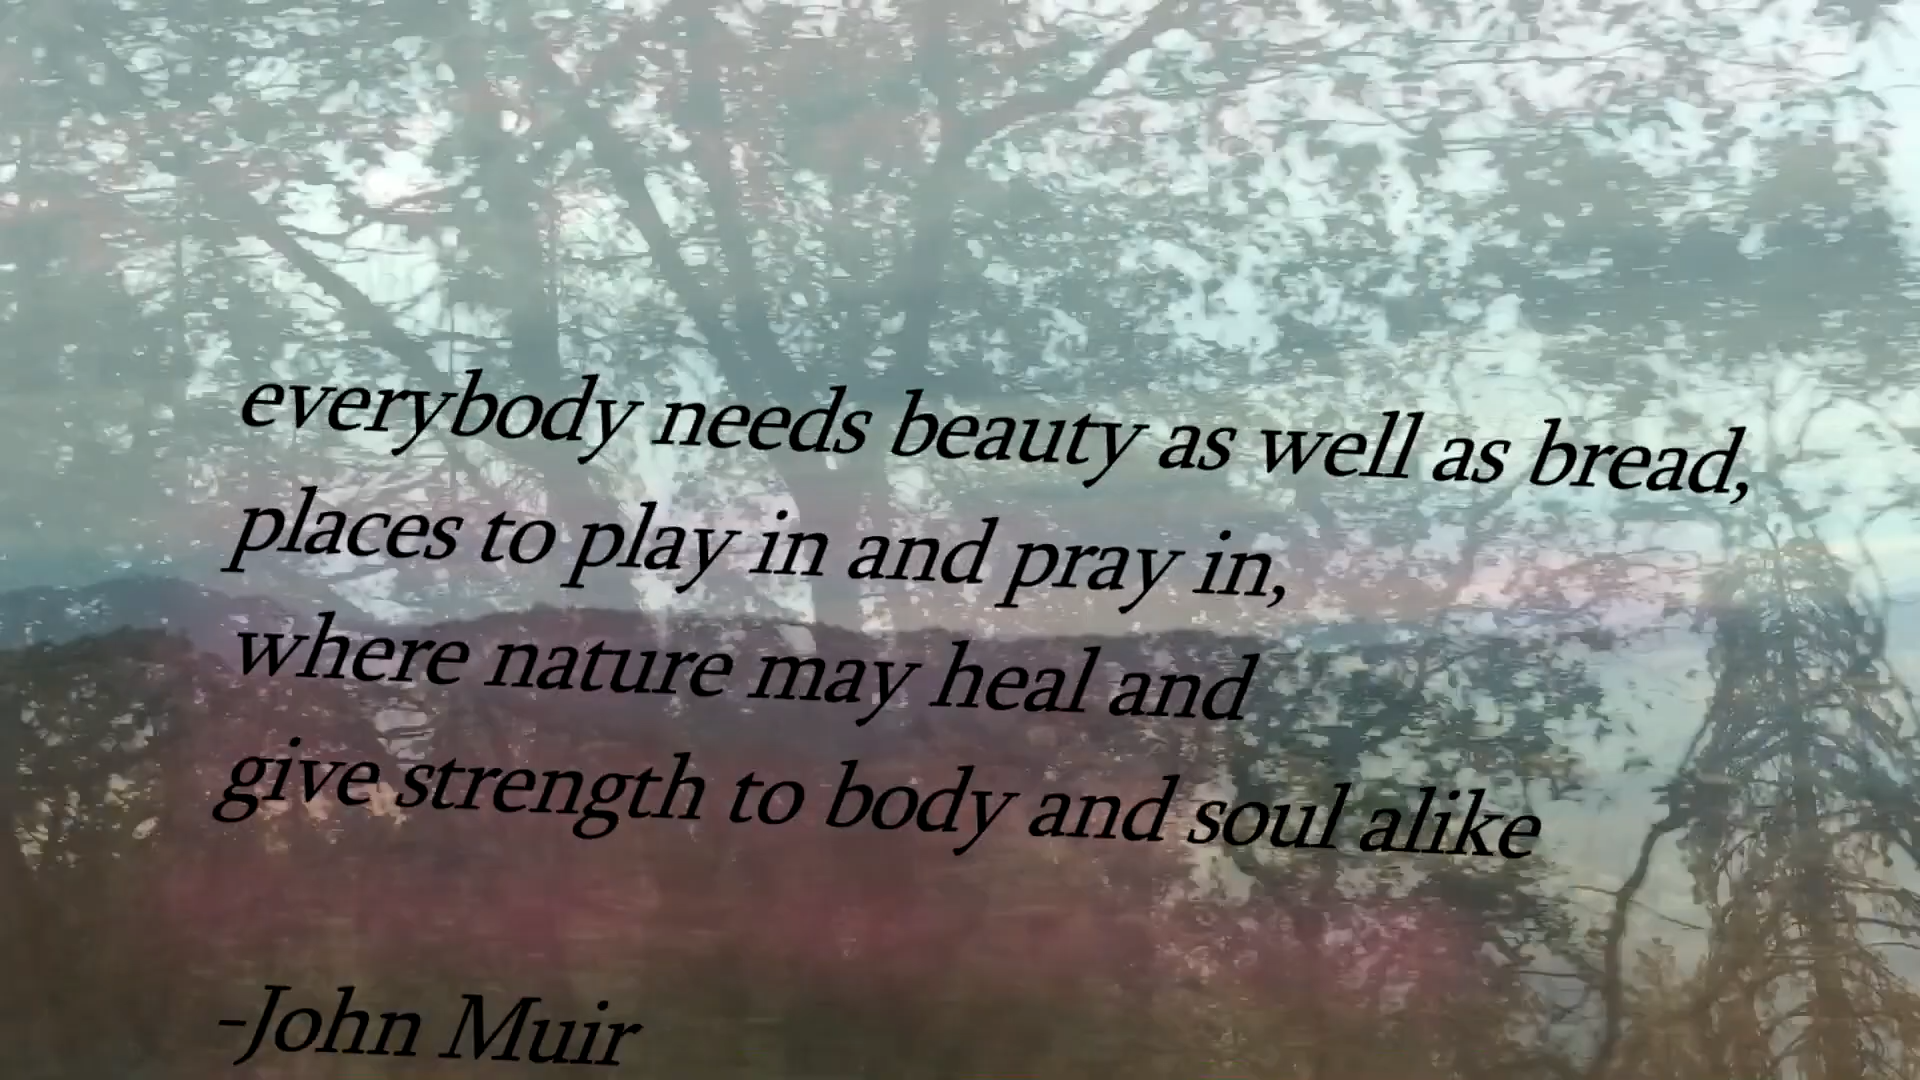 everybody needs beauty as well as bread,
places to play in and pray in,
where nature may heal and
give strength to body and soul alike
-John Muir